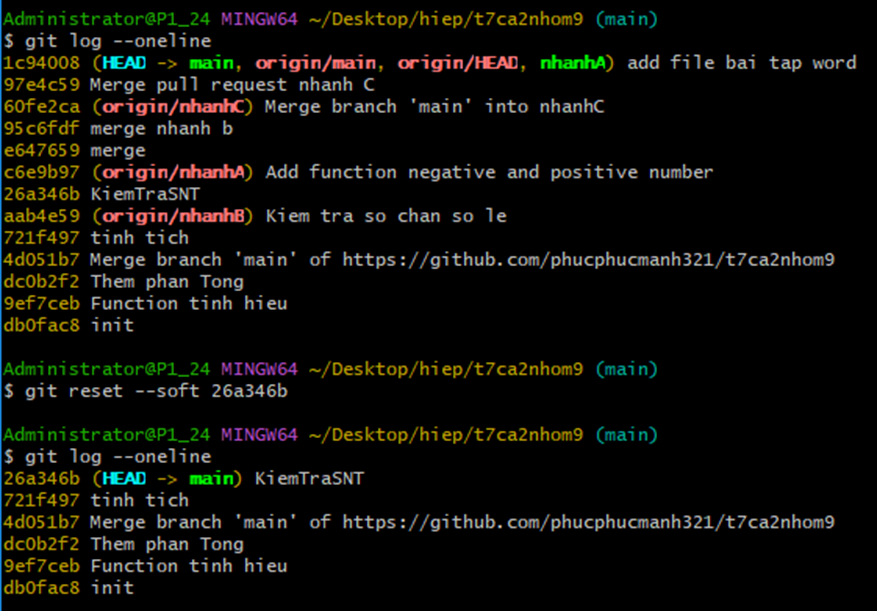 Administrator@P1_24 MINGW64 ~/Desktop/hiep/t7ca2nhom9 (main)
$ git log --oneline
1c94008 (HEAD -> main, origin/main, origin/HEAD, nhanhA) add file bai tap word
97e4c59 Merge pull request nhanh C
60fe2ca (origin/nhanhC) Merge branch 'main' into nhanhC
95c6fdf merge nhanh b
e647659 merge
c6e9b97 (origin/nhanhA) Add function negative and positive number
26a346b KiemTraSNT
aab4e59 (origin/nhanhB) Kiem tra so chan so le
721f497 tinh tich
4d051b7 Merge branch 'main' of https://github.com/phucphucmanh321/t7ca2nhom9
dc0b2f2 Them phan Tong
9ef7ceb Function tinh hieu
db0fac8 init
Administrator@P1_24 MINGW64 ~/Desktop/hiep/t7ca2nhom9 (main)
$ git reset --soft 26a346b
Administrator@P1_24 MINGW64 ~/Desktop/hiep/t7ca2nhom9 (main)
$ git log --oneline
26a346b (HEAD -> main) KiemTraSNT
721f497 tinh tich
4d051b7 Merge branch 'main' of https://github.com/phucphucmanh321/t7ca2nhom9
dc0b2f2 Them phan Tong
9ef7ceb Function tinh hieu
db0fac8 init